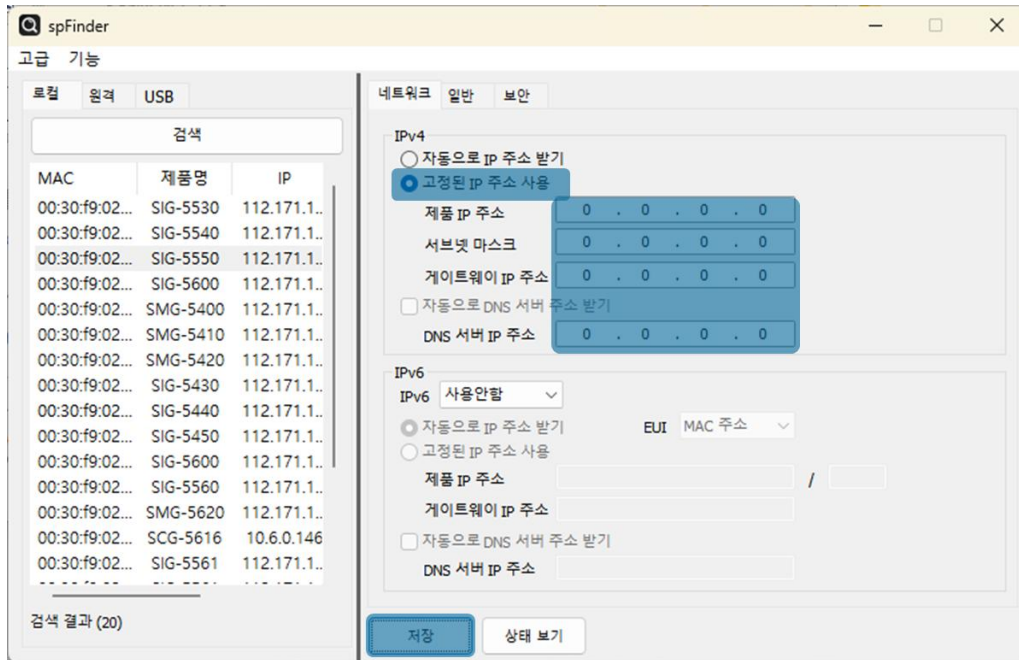 spFinder
고급 기능
로컬 원격 USB
검색
MAC 제품명 IP
00:30:f9:02... SIG-5530 112.171.1..
00:30:f9:02... SIG-5540 112.171.1..
00:30:f9:02... SIG-5550 112.171.1..
00:30:f9:02... SIG-5600 112.171.1..
00:30:f9:02... SMG-5400 112.171.1..
00:30:f9:02... SMG-5410 112.171.1..
00:30:f9:02... SMG-5420 112.171.1..
00:30:f9:02... SIG-5430 112.171.1..
00:30:f9:02... SIG-5440 112.171.1..
00:30:f9:02... SIG-5450 112.171.1..
00:30:f9:02... SIG-5600 112.171.1..
00:30:f9:02... SIG-5560 112.171.1..
00:30:f9:02... SMG-5620 112.171.1..
00:30:f9:02... SCG-5616 10.6.0.146
00:30:f9:02... SIG-5561 112.171.1..
검색 결과 (20)
네트워크 일반 보안
IPv4
자동으로 IP 주소 받기
고정된 IP 주소 사용
제품 IP 주소 0 . 0 . 0 . 0
서브넷 마스크 0 . 0 . 0 . 0
게이트웨이 IP 주소 0 . 0 . 0 . 0
자동으로 DNS 서버 주소 받기
DNS 서버 IP 주소 0 . 0 . 0 . 0
IPv6
IPv6 사용안함
자동으로 IP 주소 받기 EUI MAC 주소
고정된 IP 주소 사용
제품 IP 주소 /
게이트웨이 IP 주소
자동으로 DNS 서버 주소 받기
DNS 서버 IP 주소
저장 상태 보기